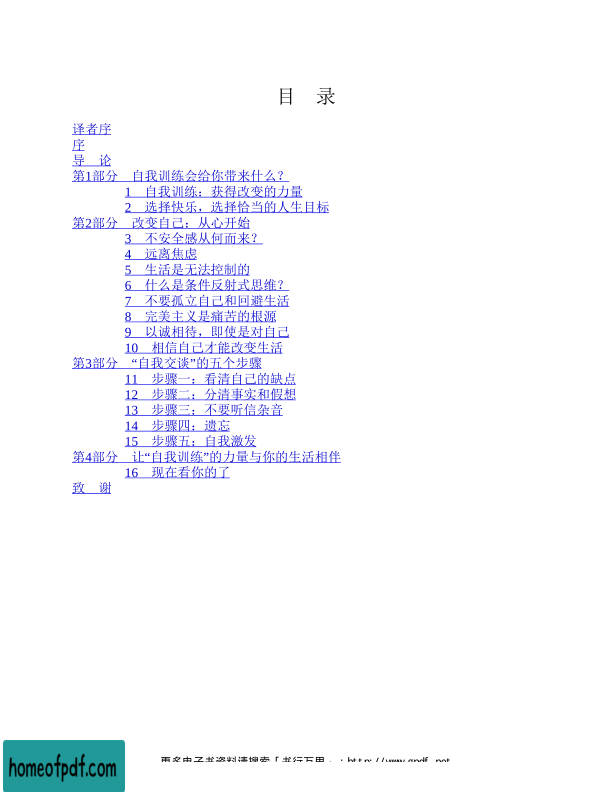 目 录
译者序
序
导 论
第1部分 自我训练会给你带来什么？
1 自我训练：获得改变的力量
2 选择快乐，选择恰当的人生目标
第2部分 改变自己：从心开始
3 不安全感从何而来？
4 远离焦虑
5 生活是无法控制的
6 什么是条件反射式思维？
7 不要孤立自己和回避生活
8 完美主义是痛苦的根源
9 以诚相待，即使是对自己
10 相信自己才能改变生活
第3部分 “自我交谈”的五个步骤
11 步骤一：看清自己的缺点
12 步骤二：分清事实和假想
13 步骤三：不要听信杂音
14 步骤四：遗忘
15 步骤五：自我激发
第4部分 让“自我训练”的力量与你的生活相伴
16 现在看你的了
致 谢
更多电子书资料请搜索「书行万里」：http://www.gpdf.net
homeofpdf.com